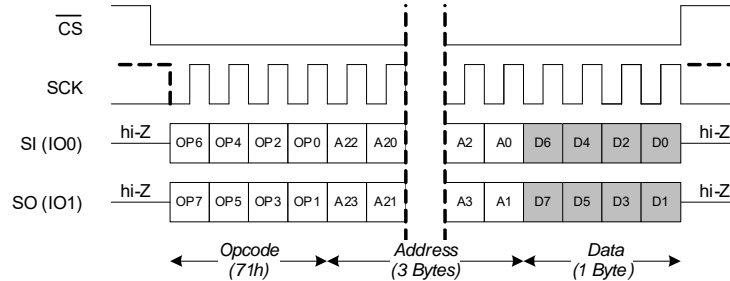 CS
SCK
hi-Z hi-Z
SI (IO0) OP6 OP4 OP2 OP0 A22 A20 A2 A0 D6 D4 D2 D0
hi-Z hi-Z
SO (IO1) OP7 OP5 OP3 OP1 A23 A21 A3 A1 D7 D5 D3 D1
Opcode Address Data
(71h) (3 Bytes) (1 Byte)